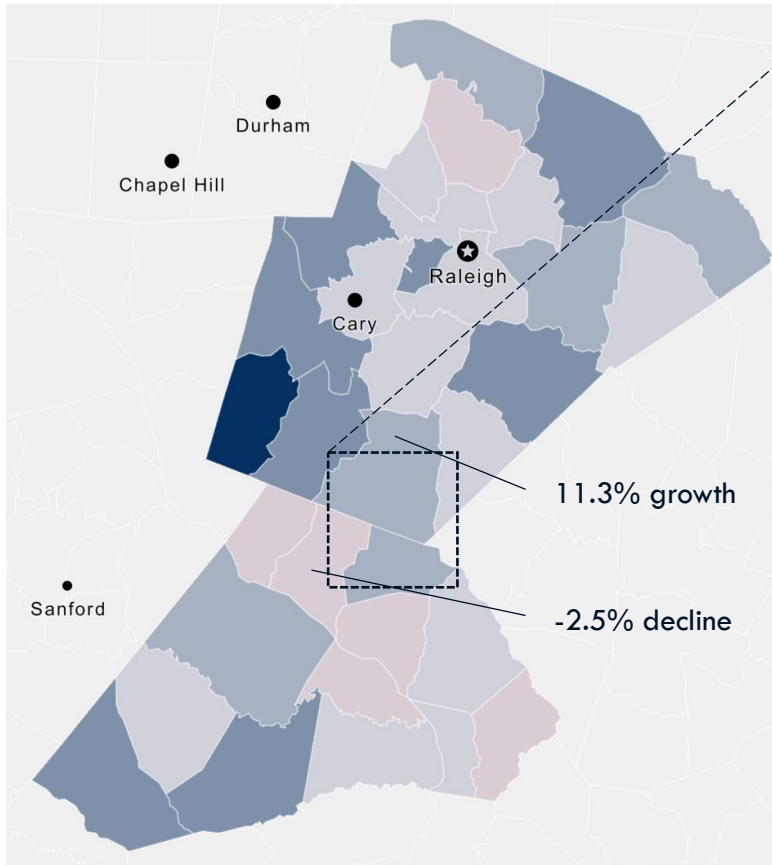 Durham
Chapel Hill
Raleigh
Cary
11.3% growth
Sanford
-2.5% decline